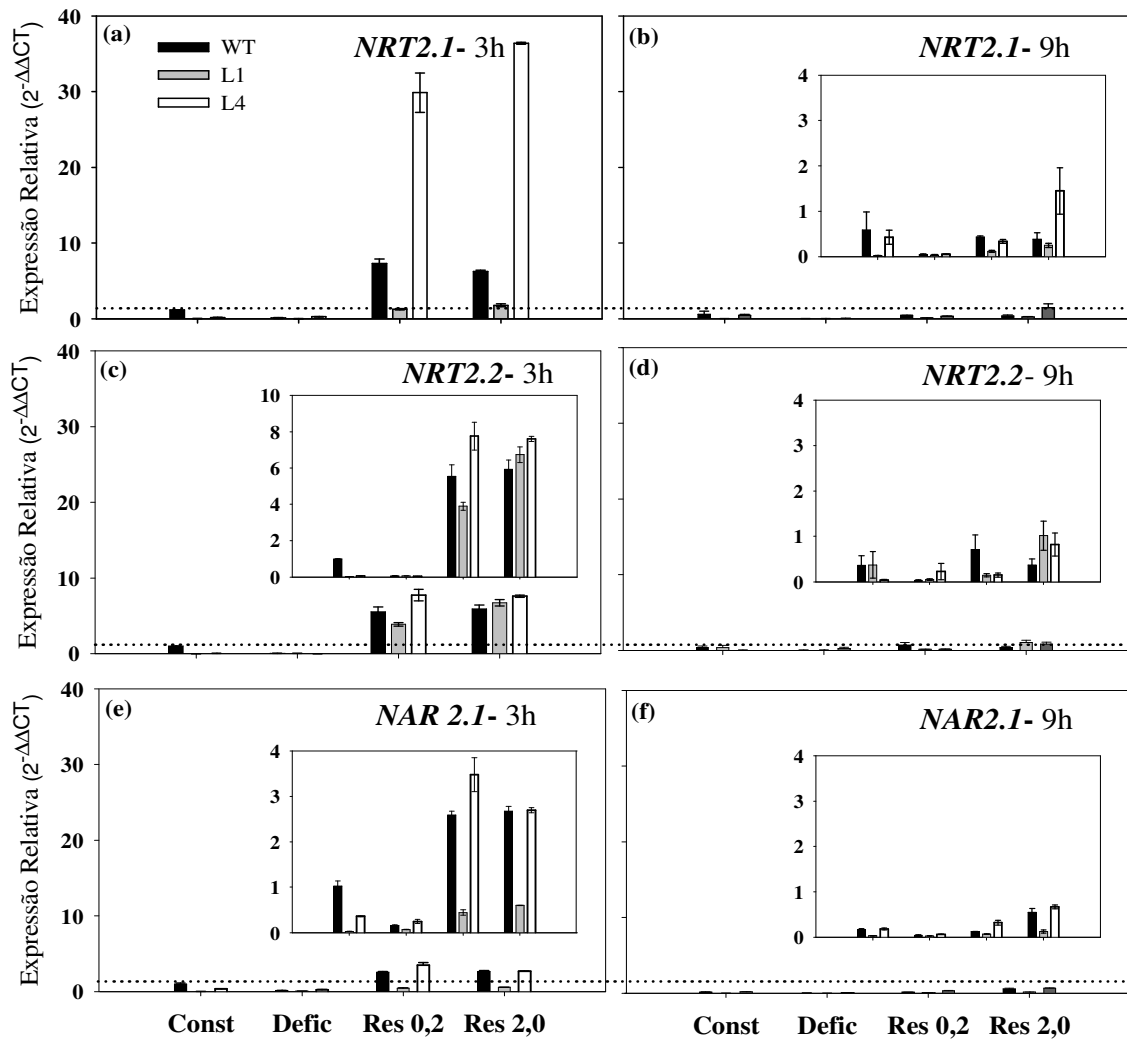 (a) NRT2.1- 3h
WT
L1
L4
Expressão Relativa (2-ΔΔCT)
40
30
20
10
0
(b) NRT2.1- 9h
4
3
2
1
0
(c) NRT2.2- 3h
Expressão Relativa (2-ΔΔCT)
40
30
20
10
0
10
8
6
4
2
0
(d) NRT2.2- 9h
4
3
2
1
0
(e) NAR 2.1- 3h
Expressão Relativa (2-ΔΔCT)
40
30
20
10
0
4
3
2
1
0
Const Defic Res 0,2 Res 2,0
(f) NAR2.1- 9h
4
3
2
1
0
Const Defic Res 0,2 Res 2,0